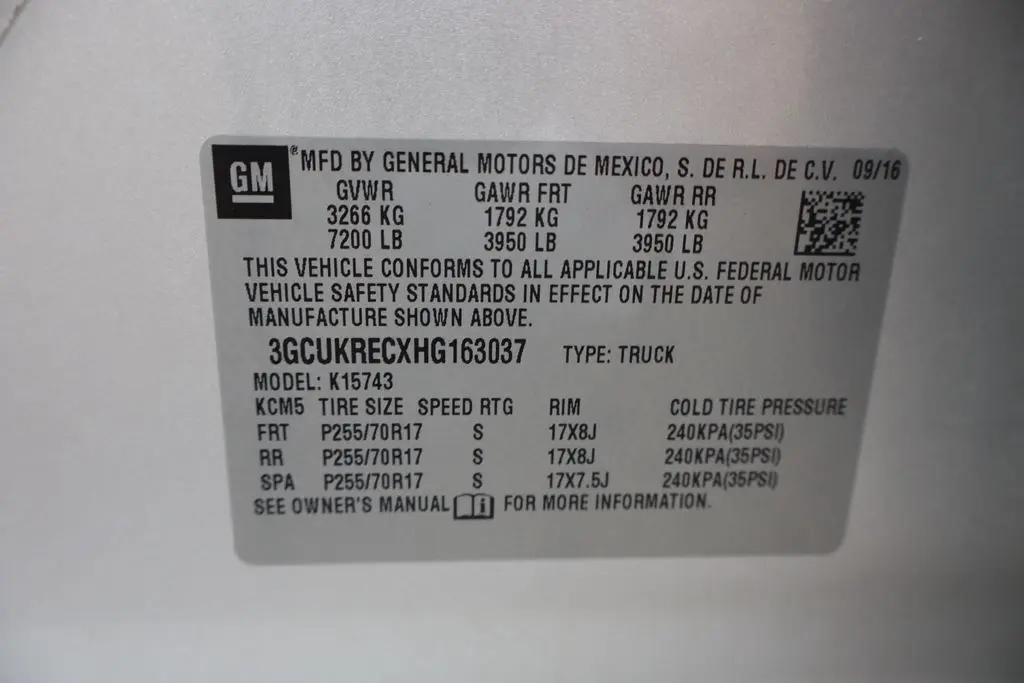 GM ® MFD BY GENERAL MOTORS DE MEXICO, S. DE R.L. DE C.V. 09/16
GVWR GAWR FRT GAWR RR
3266 KG 1792 KG 1792 KG
7200 LB 3950 LB 3950 LB
THIS VEHICLE CONFORMS TO ALL APPLICABLE U.S. FEDERAL MOTOR
VEHICLE SAFETY STANDARDS IN EFFECT ON THE DATE OF
MANUFACTURE SHOWN ABOVE.
3GCUKRECXHG163037 TYPE: TRUCK
MODEL: K15743
KCM5 TIRE SIZE SPEED RTG RIM COLD TIRE PRESSURE
FRT P255/70R17 S 17X8J 240KPA(35PSI)
RR P255/70R17 S 17X8J 240KPA(35PSI)
SPA P255/70R17 S 17X7.5J 240KPA(35PSI)
SEE OWNER'S MANUAL i FOR MORE INFORMATION.